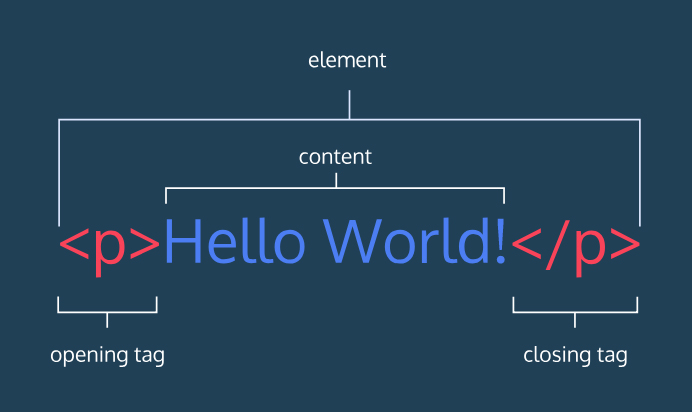 element
content
<p>Hello World!</p>
opening tag
closing tag